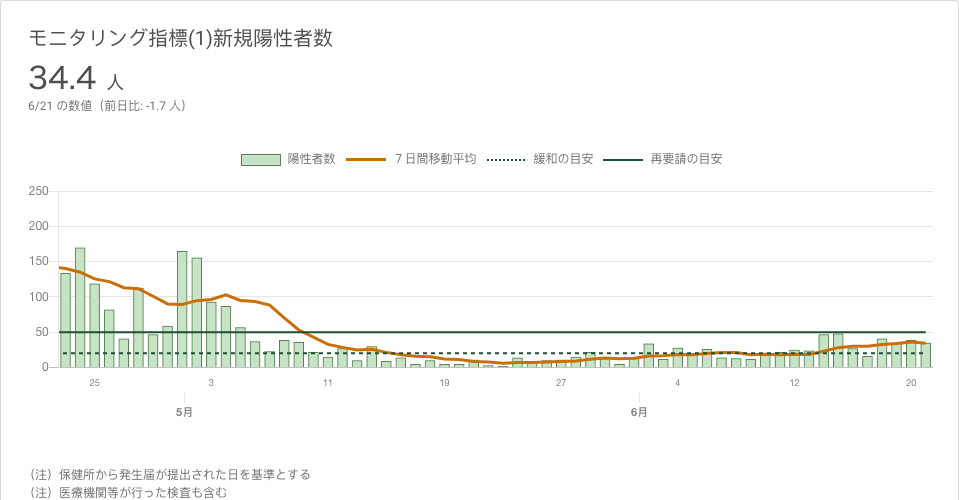 モニタリング指標(1)新規陽性者数
34.4 人
6/21 の数値（前日比: -1.7 人）
陽性者数 7 日間移動平均 緩和の目安 再要請の目安
250
200
150
100
50
0
25 3 11 19 27 4 12 20
5月 6月
（注）保健所から発生届が提出された日を基準とする
（注）医療機関等が行った検査も含む